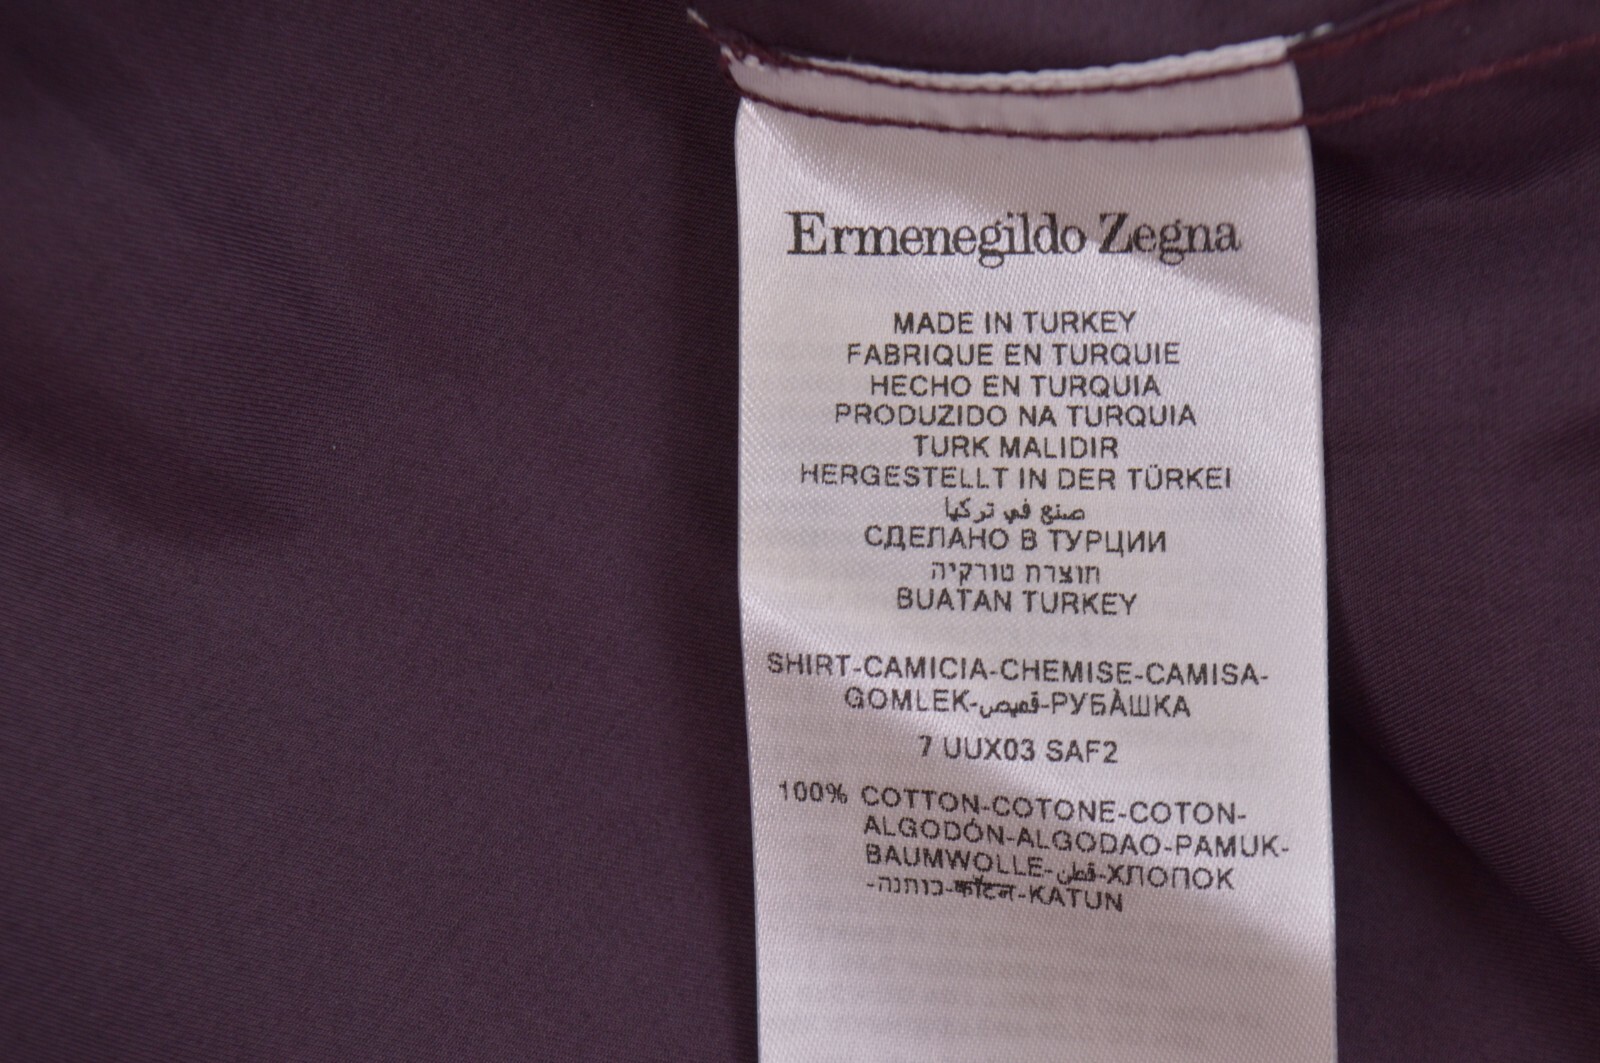 Ermenegildo Zegna
MADE IN TURKEY
FABRIQUE EN TURQUIE
HECHO EN TURQUIA
PRODUZIDO NA TURQUIA
TURK MALIDIR
HERGESTELLT IN DER TÜRKEI
صنع في تركيا
СДЕЛАНО В ТУРЦИИ
תוצרת טורקיה
BUATAN TURKEY
SHIRT-CAMICIA-CHEMISE-CAMISA-
GOMLEK-قميص-РУБÀШКА
7 UUX03 SAF2
100% COTTON-COTONE-COTON-
ALGODÓN-ALGODAO-PAMUK-
BAUMWOLLE-قطن-ХЛОПОК
-כותנה-कॉटन-KATUN